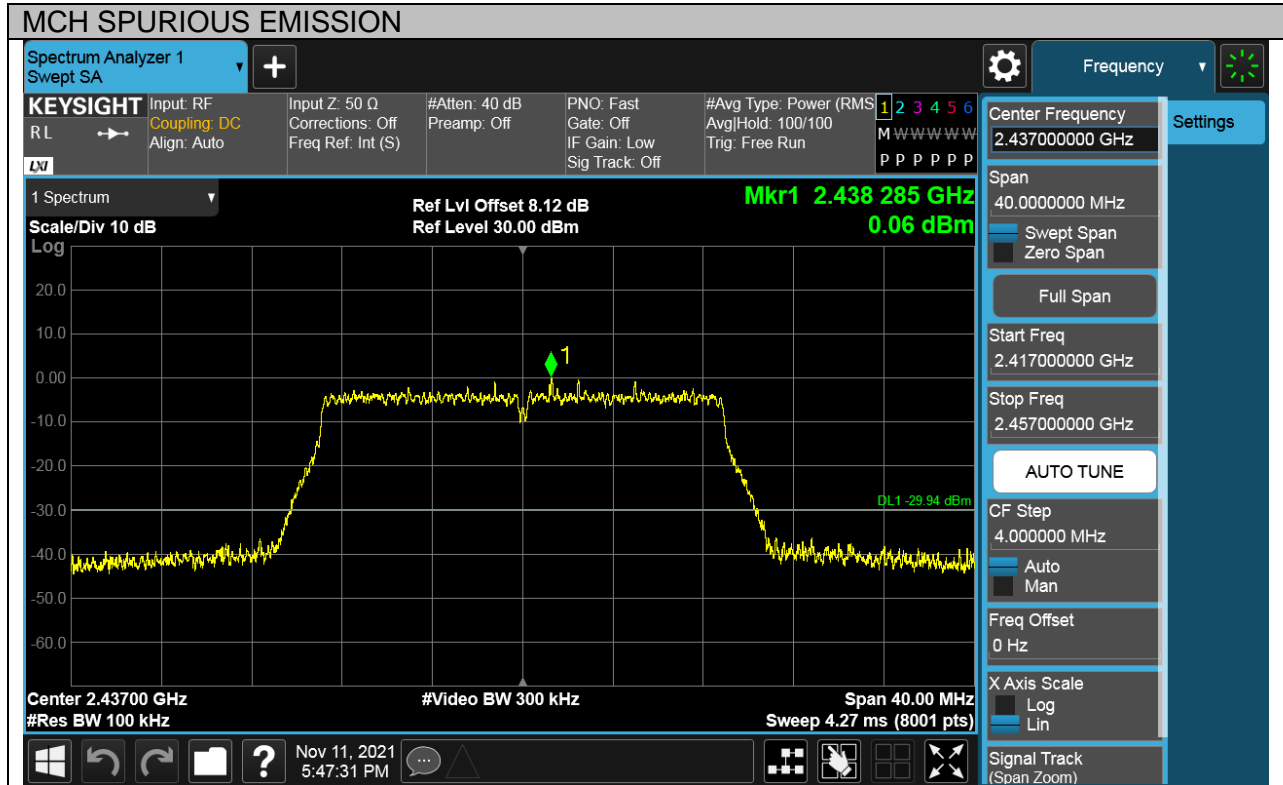 MCH SPURIOUS EMISSION
Spectrum Analyzer 1
Swept SA
Frequency
KEYSIGHT
R L
LXI
Input: RF
Coupling: DC
Align: Auto
Input Z: 50 Ω
Corrections: Off
Freq Ref: Int (S)
#Atten: 40 dB
Preamp: Off
PNO: Fast
Gate: Off
IF Gain: Low
Sig Track: Off
#Avg Type: Power (RMS
Avg|Hold: 100/100
Trig: Free Run
1 2 3 4 5 6
M W W W W W
P P P P P P
1 Spectrum
Scale/Div 10 dB
Log
Ref Lvl Offset 8.12 dB
Ref Level 30.00 dBm
Mkr1 2.438 285 GHz
0.06 dBm
20.0
10.0
0.00
-10.0
-20.0
-30.0
-40.0
-50.0
-60.0
1
DL1 -29.94 dBm
Center 2.43700 GHz
#Res BW 100 kHz
#Video BW 300 kHz
Span 40.00 MHz
Sweep 4.27 ms (8001 pts)
Nov 11, 2021
5:47:31 PM
?
Center Frequency
2.437000000 GHz
Settings
Span
40.0000000 MHz
Swept Span
Zero Span
Full Span
Start Freq
2.417000000 GHz
Stop Freq
2.457000000 GHz
AUTO TUNE
CF Step
4.000000 MHz
Auto
Man
Freq Offset
0 Hz
X Axis Scale
Log
Lin
Signal Track
(Span Zoom)